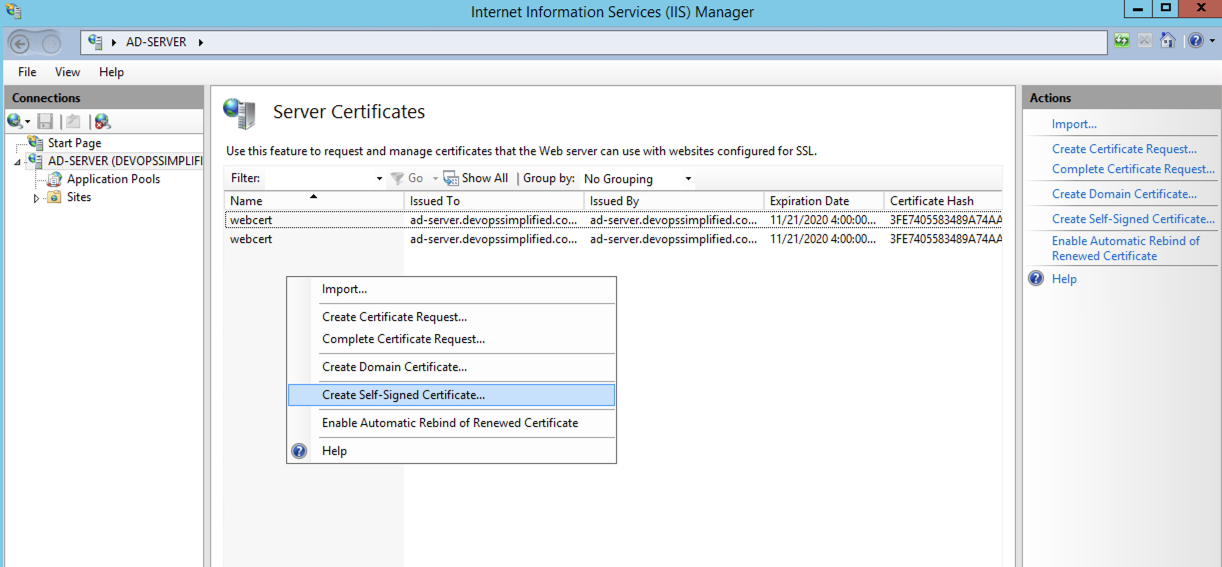 Internet Information Services (IIS) Manager
AD-SERVER
File View Help
Connections
Start Page
AD-SERVER (DEVOPSSIMPLIFI
Application Pools
Sites
Server Certificates
Use this feature to request and manage certificates that the Web server can use with websites configured for SSL.
Filter: Go Show All Group by: No Grouping
Name Issued To Issued By Expiration Date Certificate Hash
webcert ad-server.devopssimplified.co... ad-server.devopssimplified.co... 11/21/2020 4:00:00... 3FE7405583489A74AA
webcert ad-server.devopssimplified.co... ad-server.devopssimplified.co... 11/21/2020 4:00:00... 3FE7405583489A74AA
Import...
Create Certificate Request...
Complete Certificate Request...
Create Domain Certificate...
Create Self-Signed Certificate...
Enable Automatic Rebind of Renewed Certificate
Help
Actions
Import...
Create Certificate Request...
Complete Certificate Request...
Create Domain Certificate...
Create Self-Signed Certificate...
Enable Automatic Rebind of
Renewed Certificate
Help